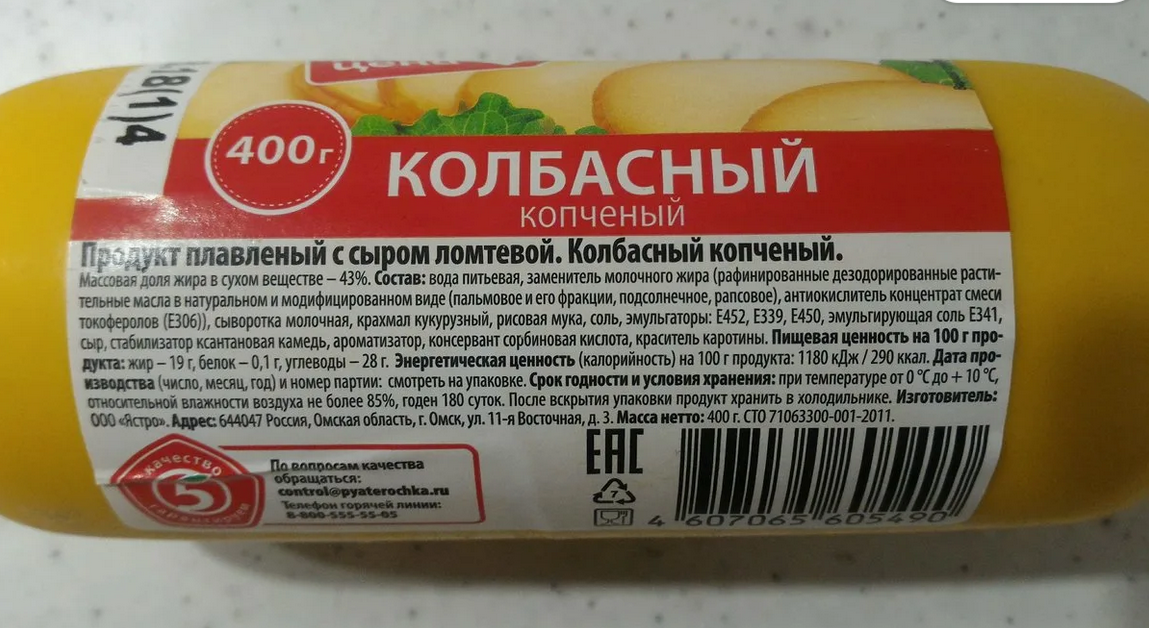 18(1)4
цена
400г
КОЛБАСНЫЙ
копченый
Продукт плавленый с сыром ломтевой. Колбасный копченый.
Массовая доля жира в сухом веществе – 43%. Состав: вода питьевая, заменитель молочного жира (рафинированные дезодорированные расти-
тельные масла в натуральном и модифицированном виде (пальмовое и его фракции, подсолнечное, рапсовое), антиокислитель концентрат смеси
токоферолов (Е306)), сыворотка молочная, крахмал кукурузный, рисовая мука, соль, эмульгаторы: Е452, Е339, Е450, эмульгирующая соль Е341,
сыр, стабилизатор ксантановая камедь, ароматизатор, консервант сорбиновая кислота, краситель каротины. Пищевая ценность на 100 г про-
дукта: жир – 19 г, белок – 0,1 г, углеводы – 28 г. Энергетическая ценность (калорийность) на 100 г продукта: 1180 кДж / 290 ккал. Дата про-
изводства (число, месяц, год) и номер партии: смотреть на упаковке. Срок годности и условия хранения: при температуре от 0 °С до + 10 °С,
относительной влажности воздуха не более 85%, годен 180 суток. После вскрытия упаковки продукт хранить в холодильнике. Изготовитель:
ООО «Ястро». Адрес: 644047 Россия, Омская область, г. Омск, ул. 11-я Восточная, д. 3. Масса нетто: 400 г. СТО 71063300-001-2011.
качество
5
гарантируем
По вопросам качества
обращаться:
control@pyaterochka.ru
Телефон горячей линии:
8-800-555-55-05
ЕАС
7
4 607065 605490